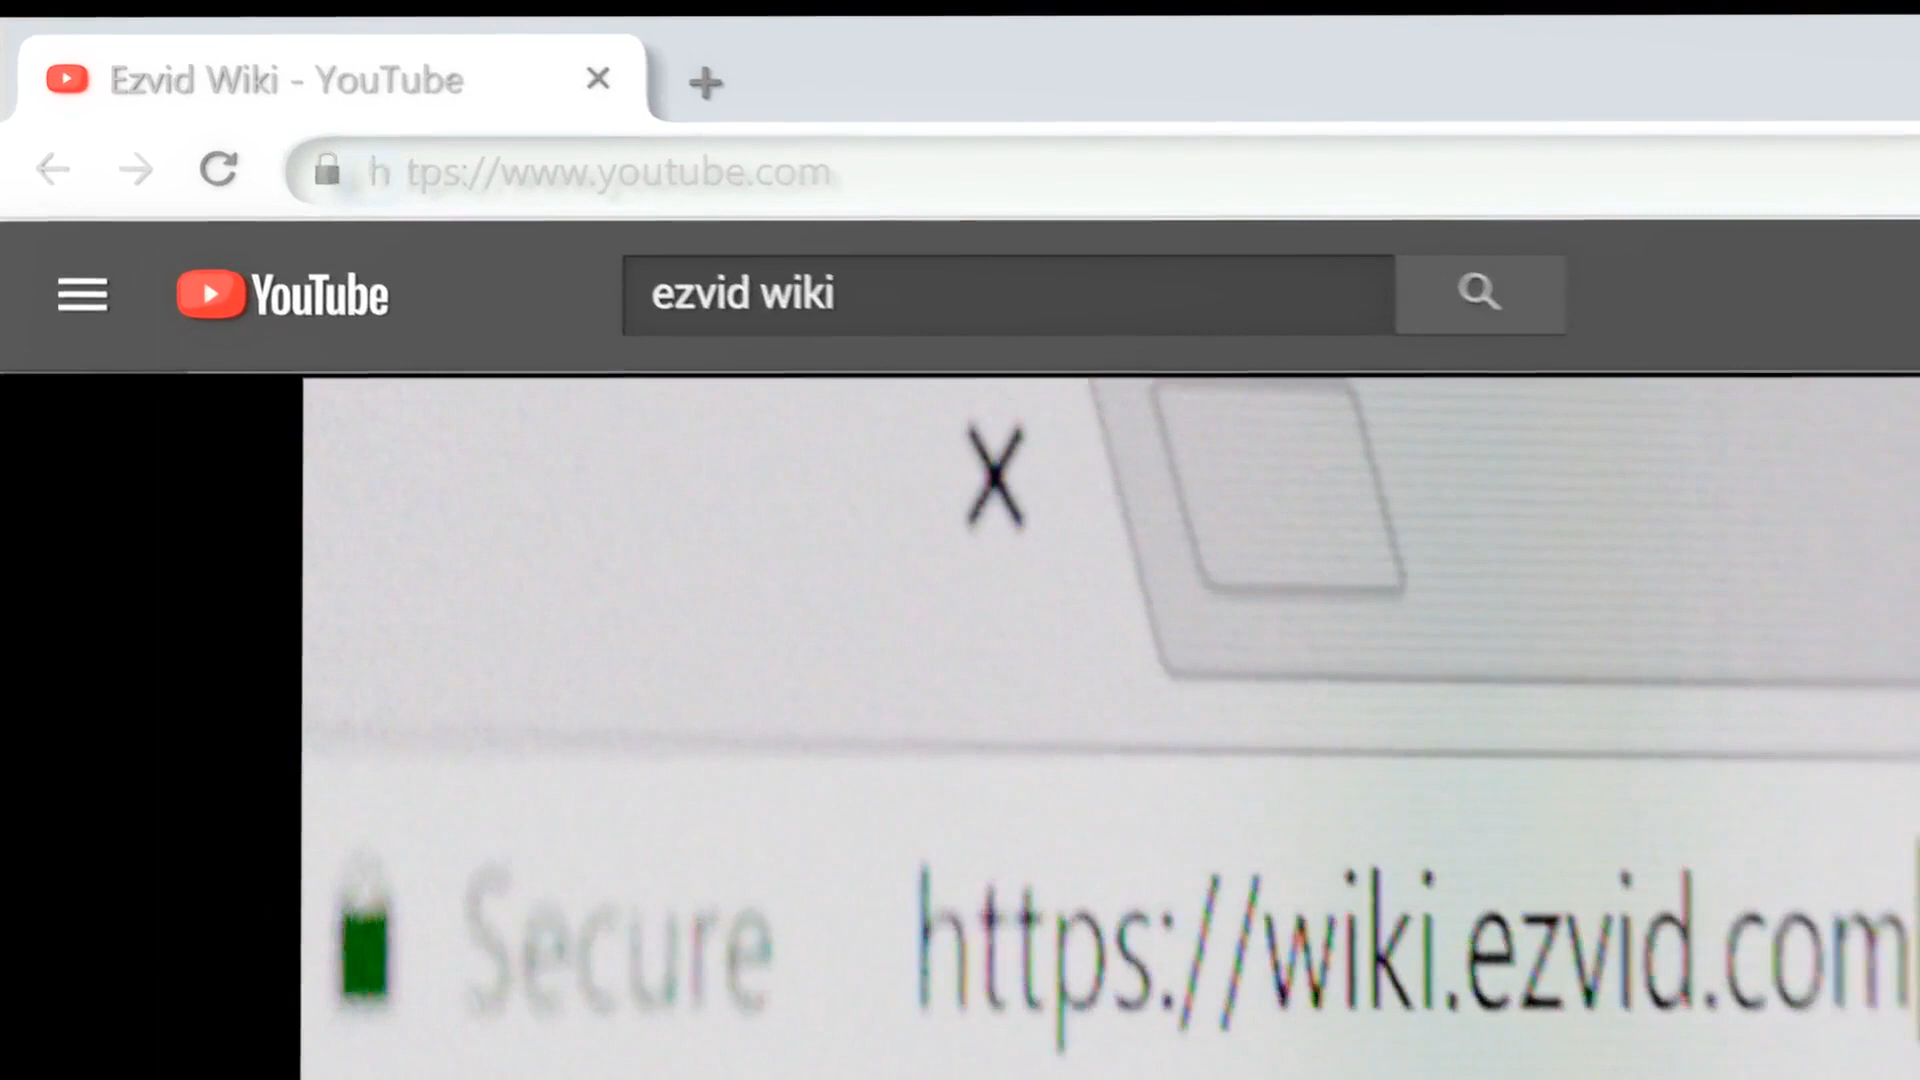 Ezvid Wiki - YouTube
h tps://www.youtube.com
YouTube
ezvid wiki
X
Secure
https://wiki.ezvid.com